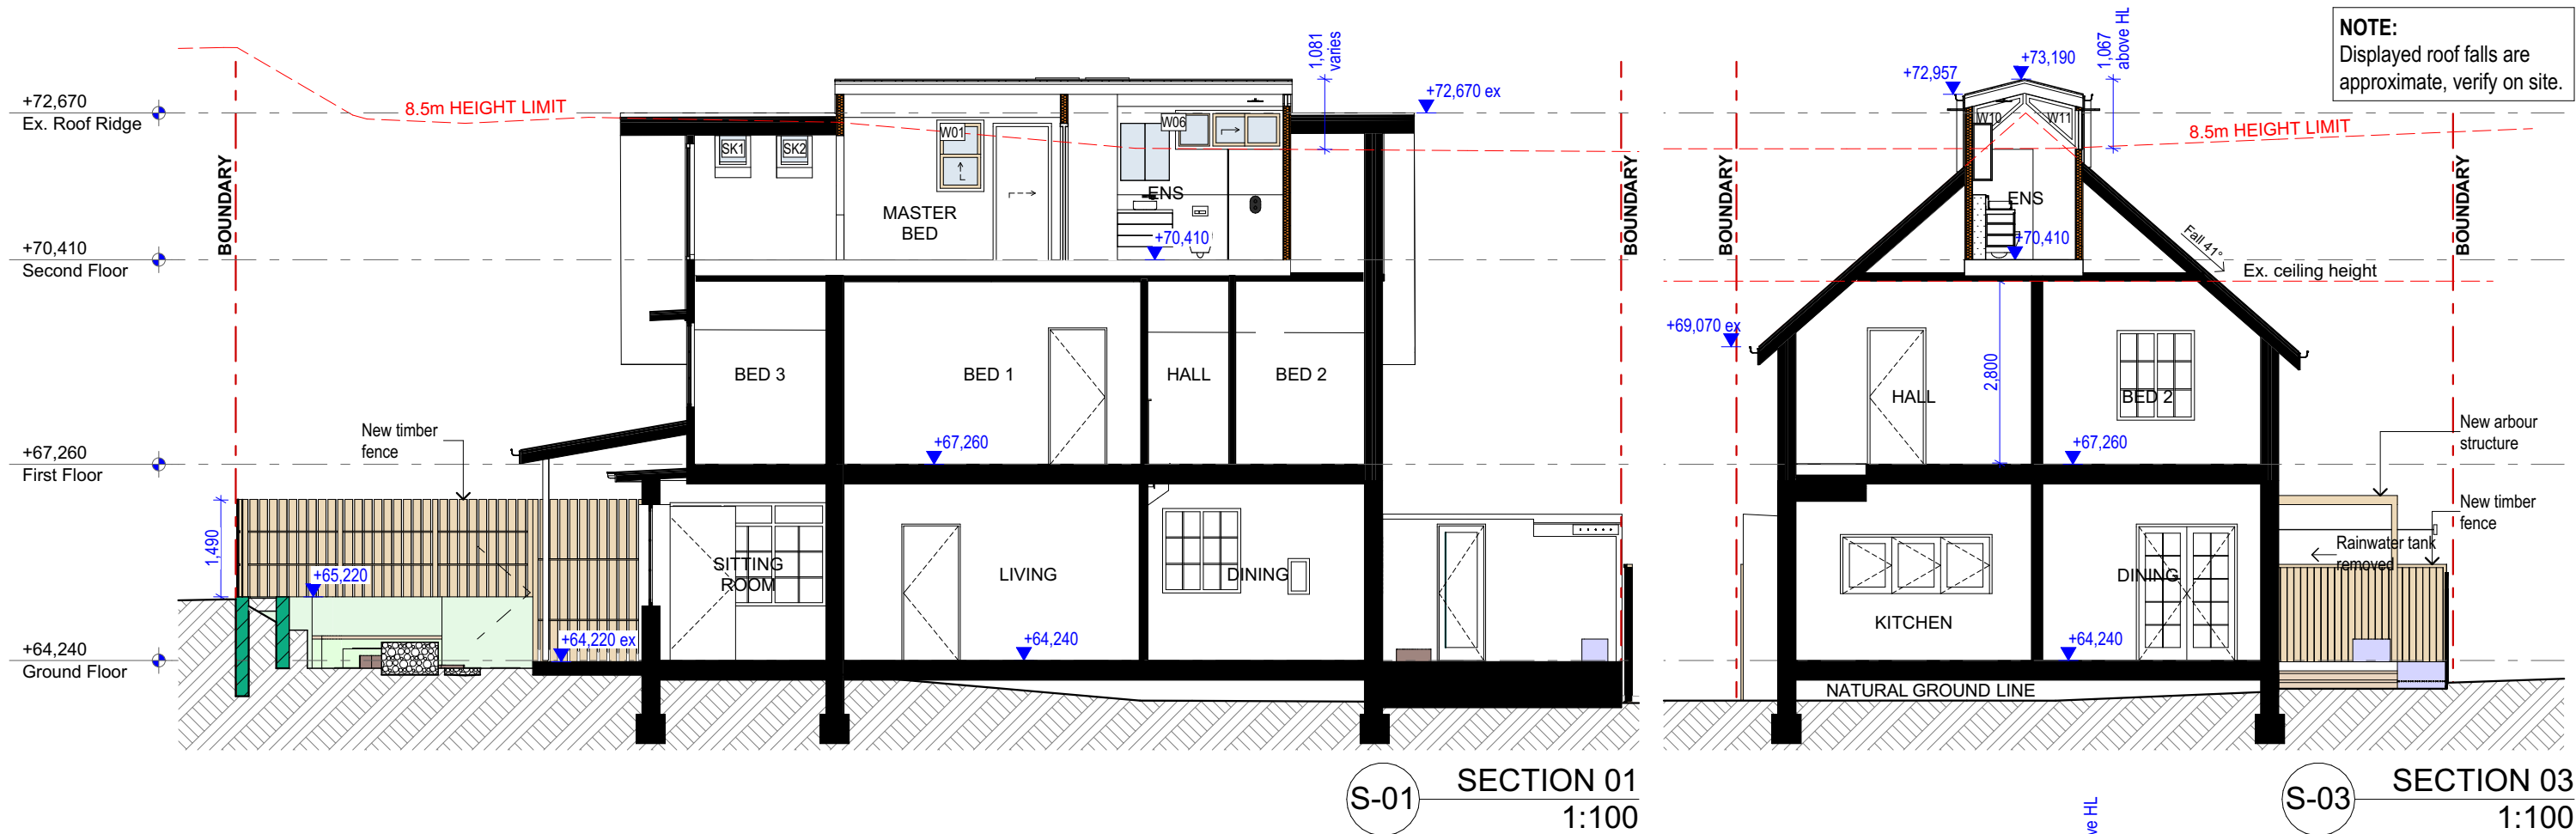 +72,670
Ex. Roof Ridge
+70,410
Second Floor
+67,260
First Floor
+64,240
Ground Floor
BOUNDARY
8.5m HEIGHT LIMIT
1,081
varies
+72,670 ex
SK1
SK2
W01
W06
L
MASTER
BED
ENS
+70,410
BED 3
BED 1
HALL
BED 2
+67,260
New timber
fence
1,490
+65,220
+64,220 ex
SITTING
ROOM
LIVING
DINING
+64,240
BOUNDARY
S-01
SECTION 01
1:100
BOUNDARY
+72,957
+73,190
1,067
above HL
W10
W11
8.5m HEIGHT LIMIT
ENS
+70,410
Fall 41°
Ex. ceiling height
+69,070 ex
2,800
HALL
BED 2
+67,260
New arbour
structure
New timber
fence
Rainwater tank
removed
KITCHEN
DINING
+64,240
NATURAL GROUND LINE
BOUNDARY
NOTE:
Displayed roof falls are
approximate, verify on site.
S-03
SECTION 03
1:100
HL